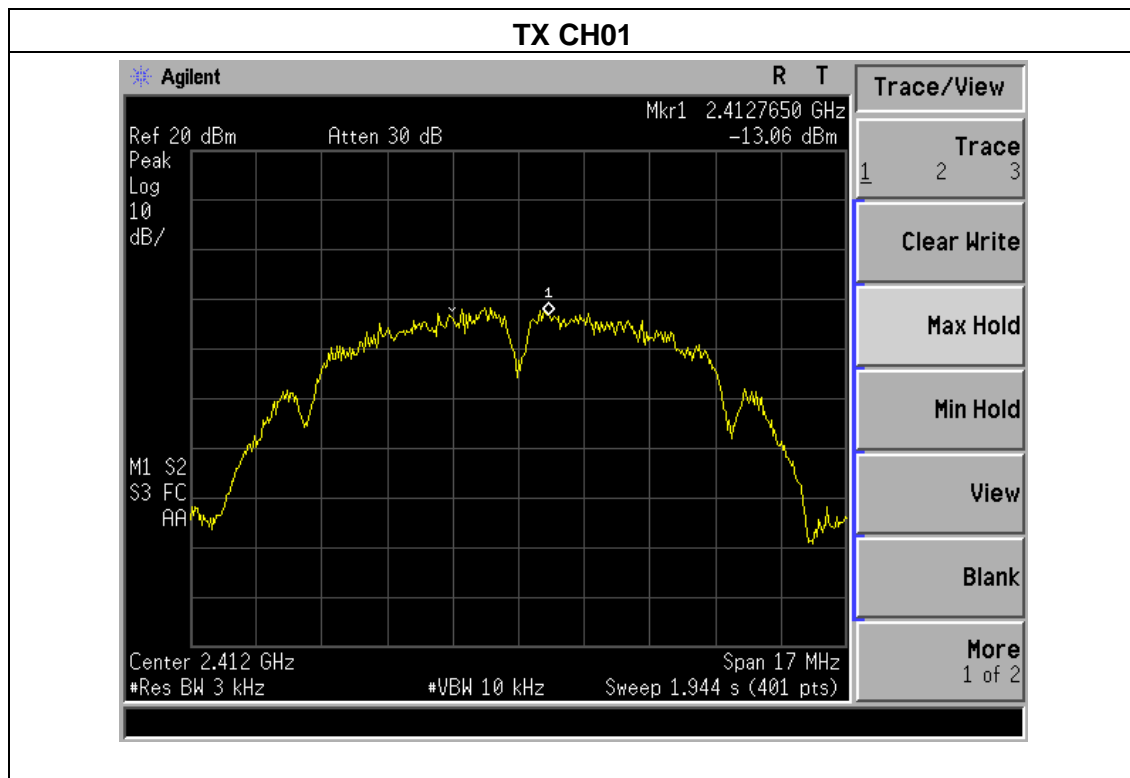 TX CH01
Agilent R T
Mkr1 2.4127650 GHz
Ref 20 dBm Atten 30 dB -13.06 dBm
Peak
Log
10
dB/
1
M1 S2
S3 FC
AA
Center 2.412 GHz Span 17 MHz
#Res BW 3 kHz #VBW 10 kHz Sweep 1.944 s (401 pts)
Trace/View
Trace
1 2 3
Clear Write
Max Hold
Min Hold
View
Blank
More
1 of 2